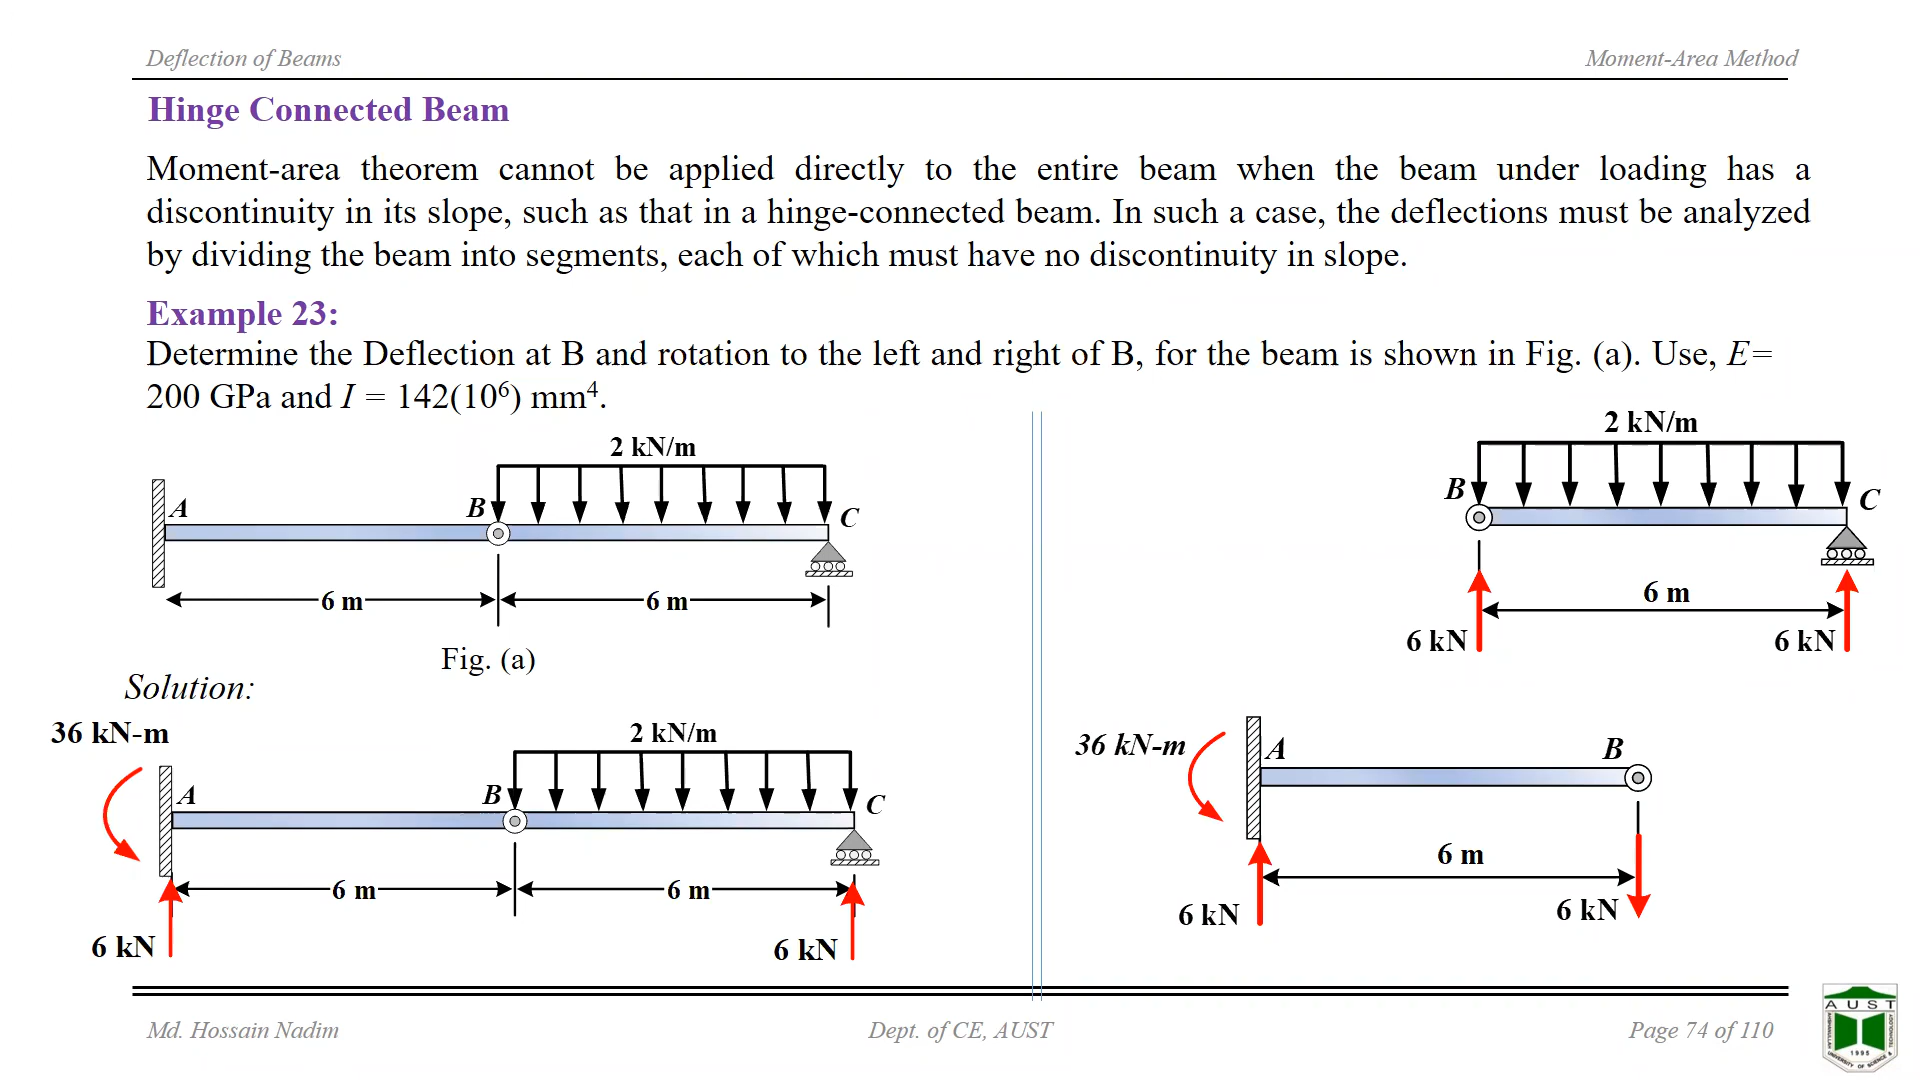 Deflection of Beams
Moment-Area Method
Hinge Connected Beam
Moment-area theorem cannot be applied directly to the entire beam when the beam under loading has a
discontinuity in its slope, such as that in a hinge-connected beam. In such a case, the deflections must be analyzed
by dividing the beam into segments, each of which must have no discontinuity in slope.
Example 23:
Determine the Deflection at B and rotation to the left and right of B, for the beam is shown in Fig. (a). Use, E=
200 GPa and I = 142(10⁶) mm⁴.
2 kN/m
A
B
C
6 m
6 m
Fig. (a)
Solution:
36 kN-m
2 kN/m
A
B
C
6 m
6 m
6 kN
6 kN
2 kN/m
B
C
6 m
6 kN
6 kN
36 kN-m
A
B
6 m
6 kN
6 kN
Md. Hossain Nadim
Dept. of CE, AUST
Page 74 of 110
AUST
1995